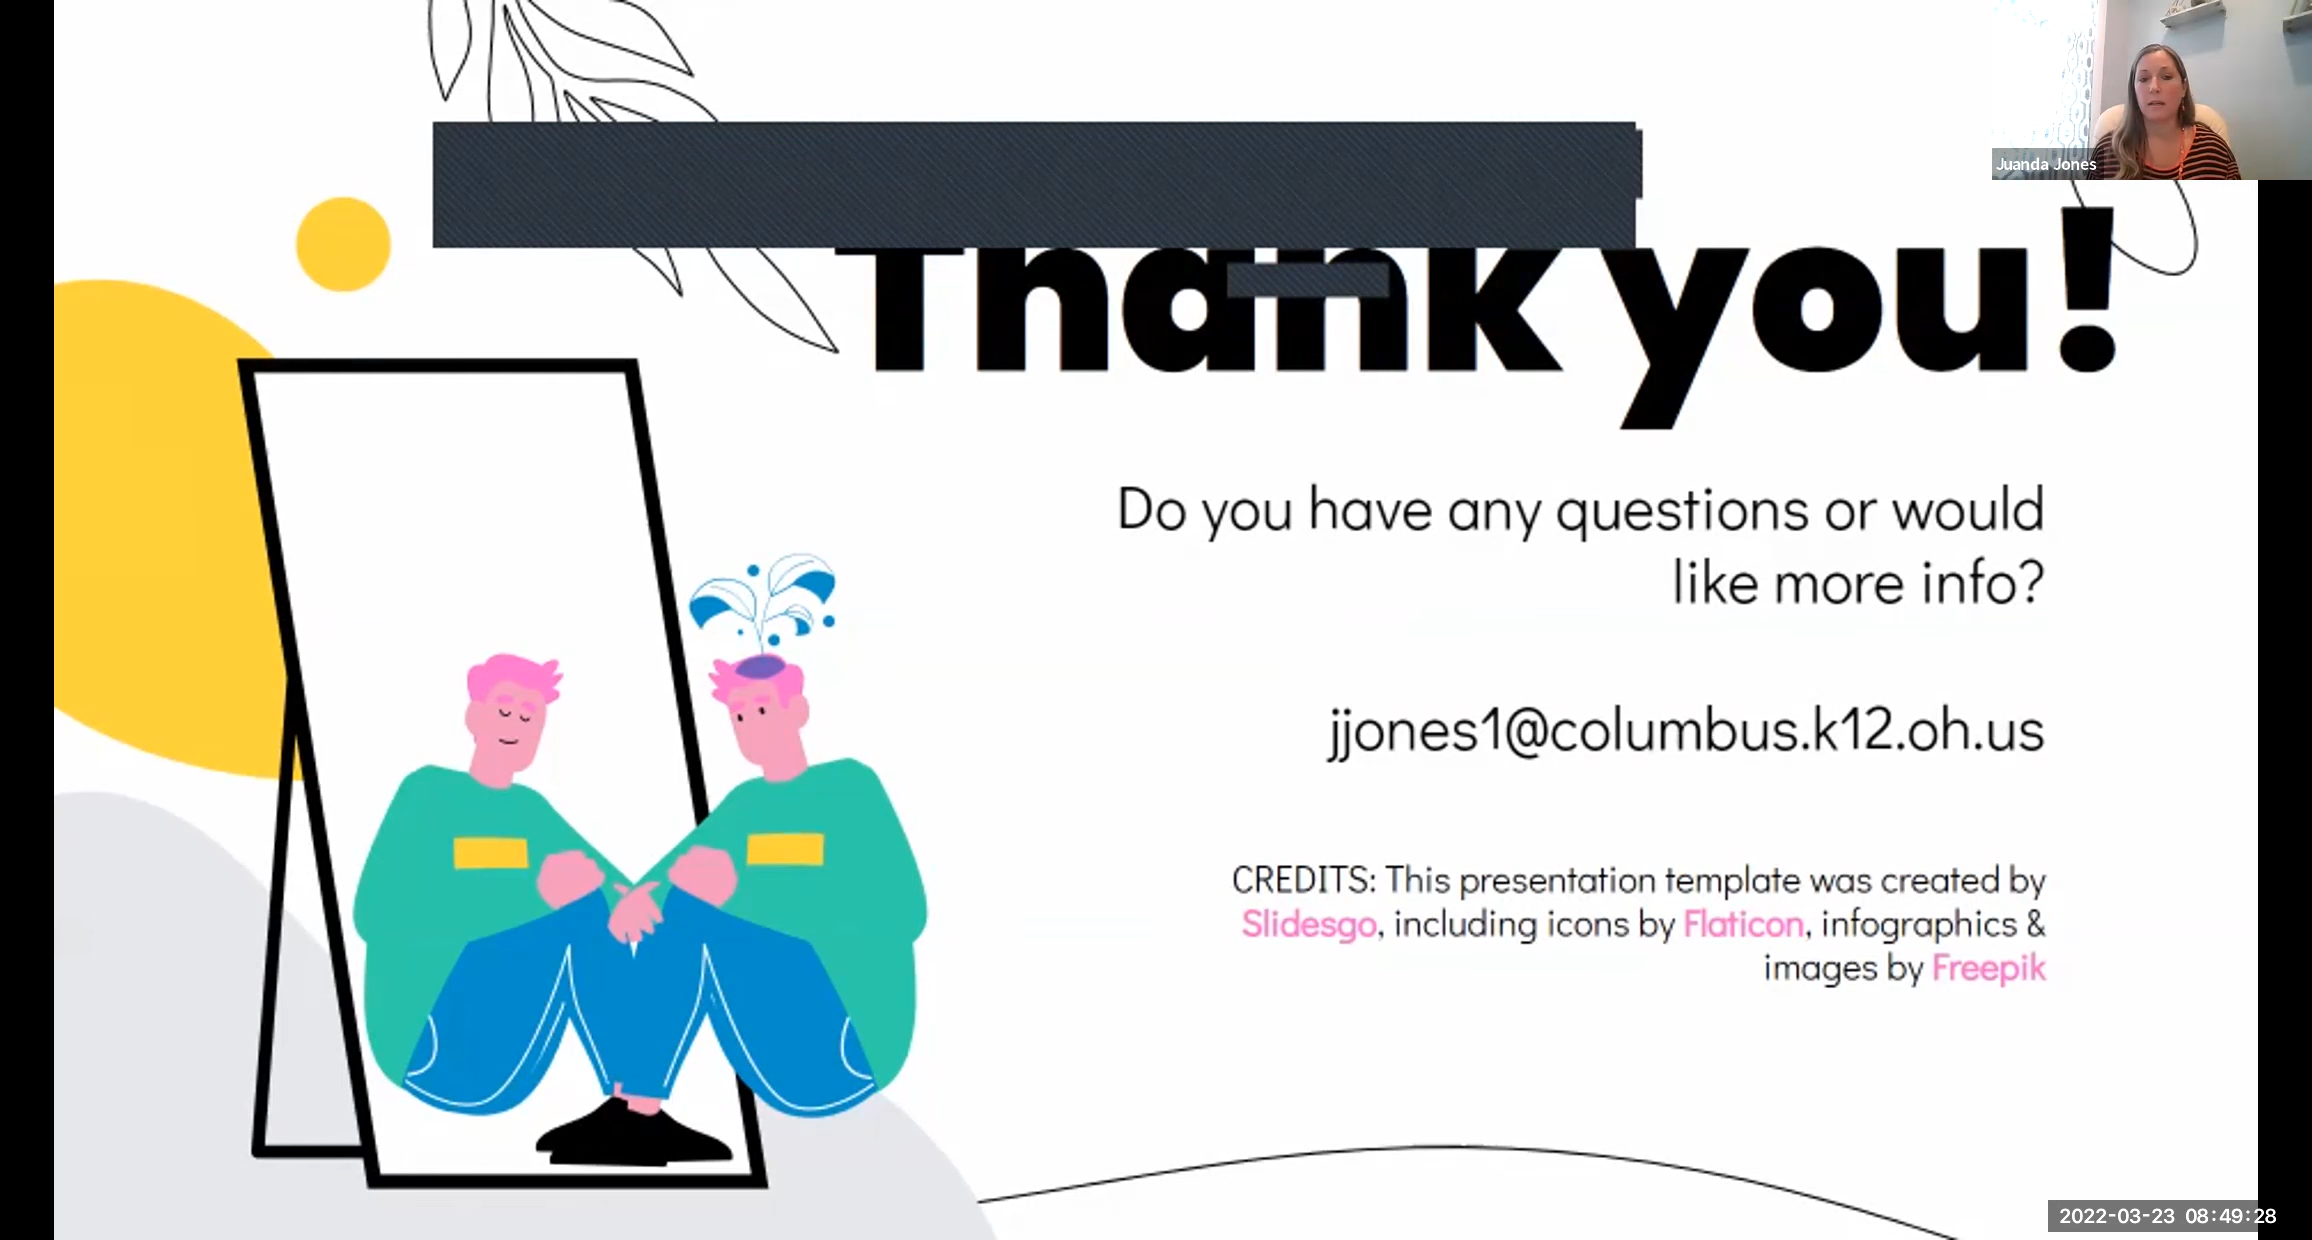 Juanda Jones
Thank you!
Do you have any questions or would
like more info?
jjones1@columbus.k12.oh.us
CREDITS: This presentation template was created by
Slidesgo, including icons by Flaticon, infographics &
images by Freepik
2022-03-23 08:49:28